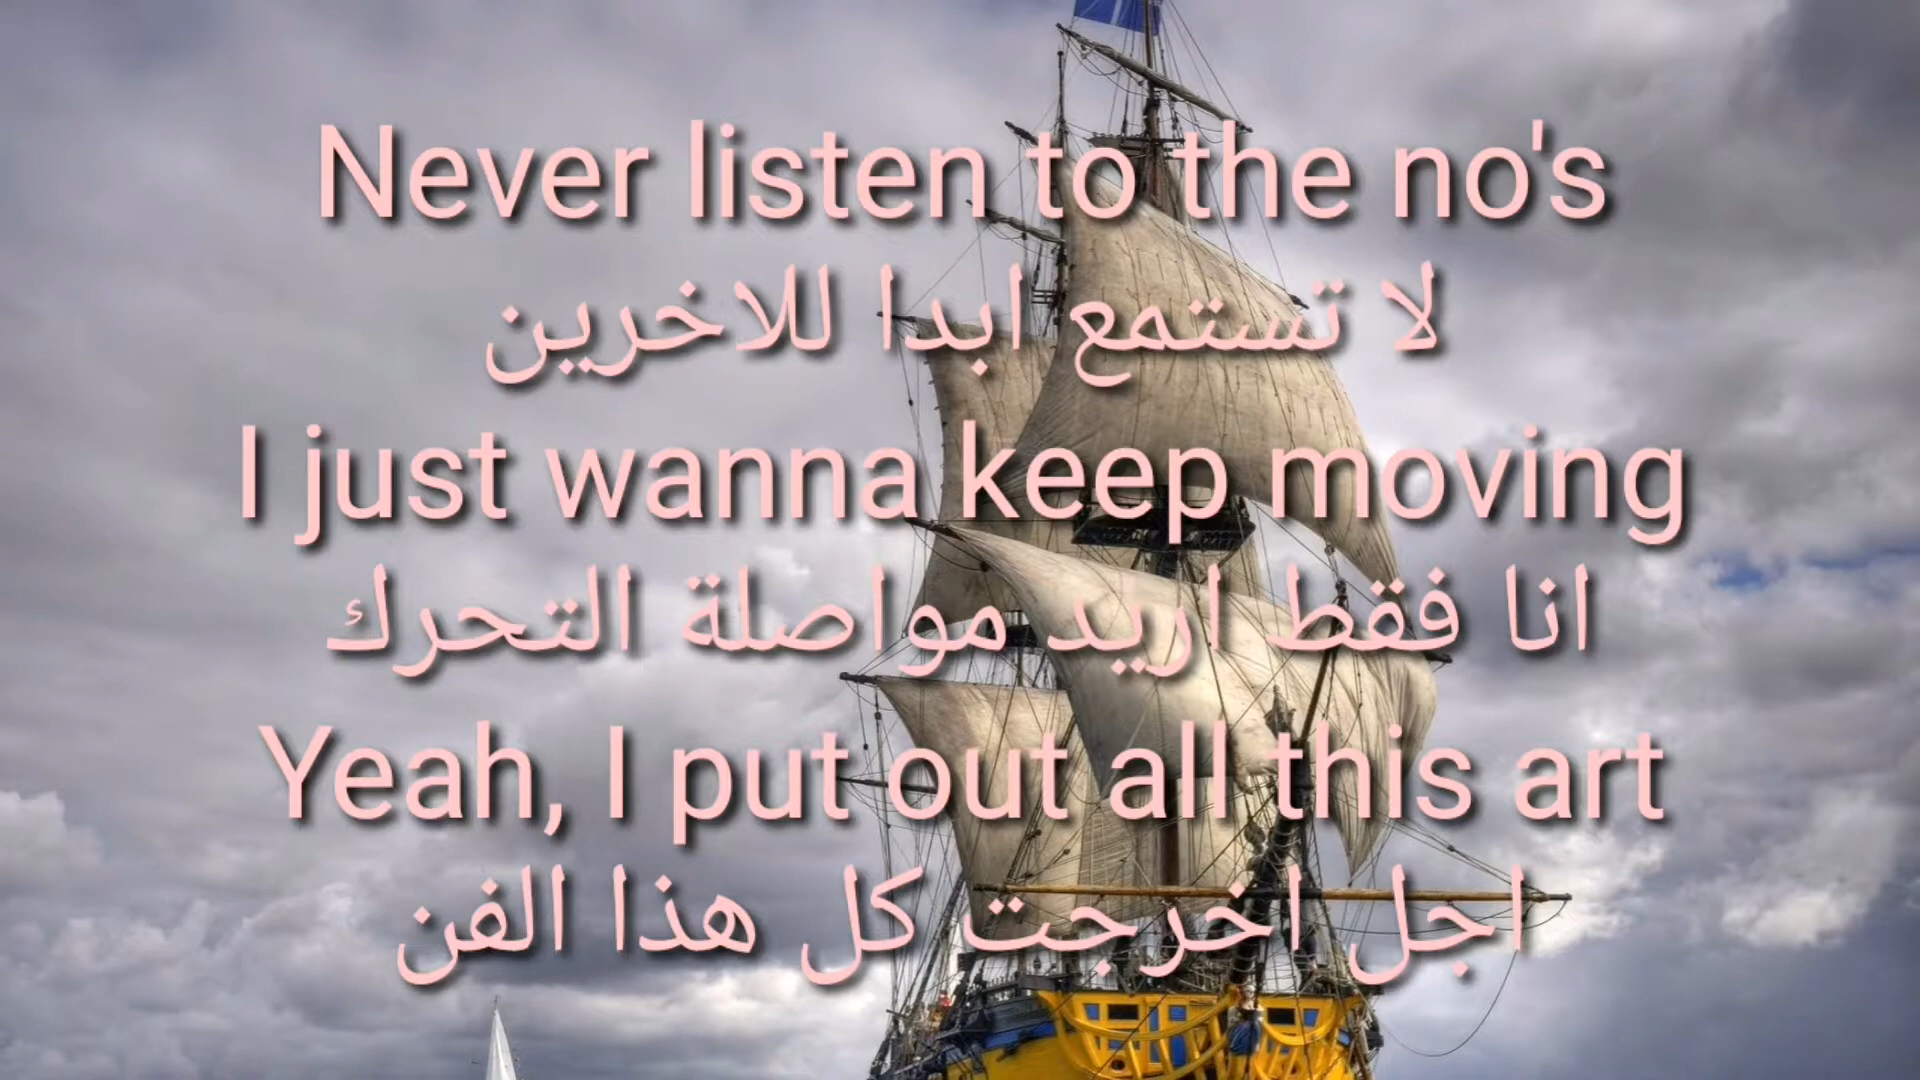 Never listen to the no's
لا تستمع ابدا للاخرين
I just wanna keep moving
انا فقط اريد مواصلة التحرك
Yeah, I put out all this art
اجل اخرجت كل هذا الفن